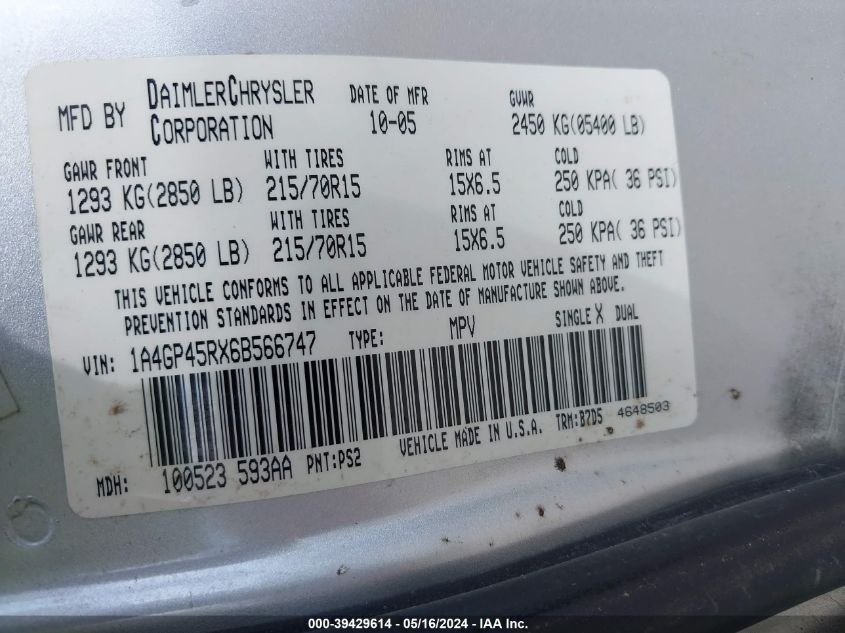 MFD BY DAIMLERCHRYSLER CORPORATION DATE OF MFR 10-05 GVWR 2450 KG(05400 LB)
GAWR FRONT WITH TIRES RIMS AT COLD
1293 KG(2850 LB) 215/70R15 15X6.5 250 KPA( 36 PSI)
GAWR REAR WITH TIRES RIMS AT COLD
1293 KG(2850 LB) 215/70R15 15X6.5 250 KPA( 36 PSI)
THIS VEHICLE CONFORMS TO ALL APPLICABLE FEDERAL MOTOR VEHICLE SAFETY AND THEFT
PREVENTION STANDARDS IN EFFECT ON THE DATE OF MANUFACTURE SHOWN ABOVE.
VIN: 1A4GP45RX6B566747 TYPE: MPV SINGLE X DUAL
MDH: 100523 593AA PNT:PS2 VEHICLE MADE IN U.S.A. TRM:B7D5 4648503
000-39429614 - 05/16/2024 - IAA Inc.